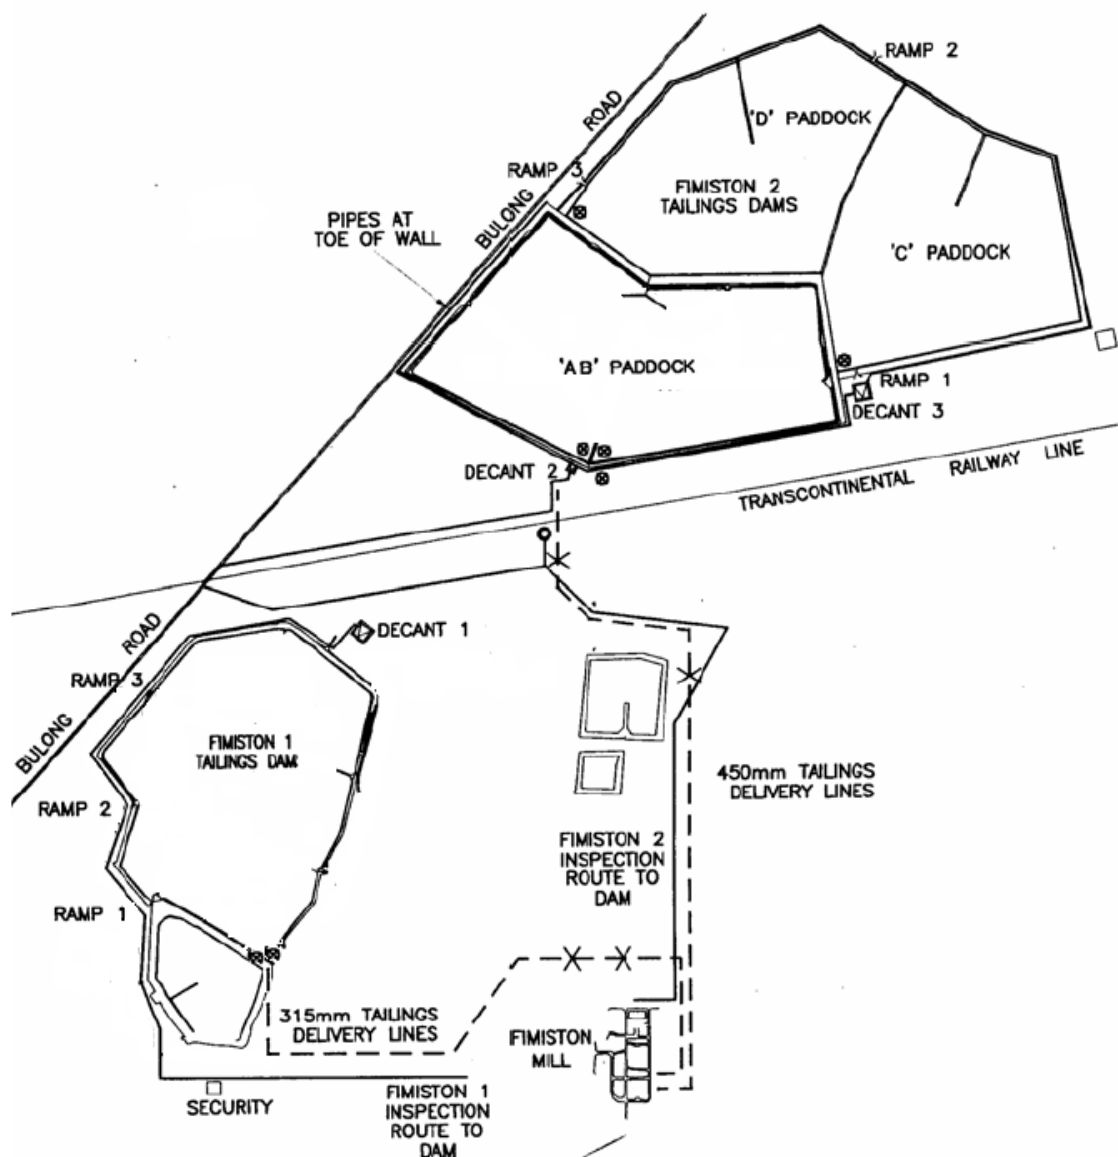 RAMP 2
ROAD
'D' PADDOCK
RAMP 3
FIMISTON 2
TAILINGS DAMS
BULONG
PIPES AT
TOE OF WALL
'C' PADDOCK
'AB' PADDOCK
RAMP 1
DECANT 3
DECANT 2
TRANSCONTINENTAL RAILWAY LINE
ROAD
DECANT 1
RAMP 3
BULONG
FIMISTON 1
TAILINGS DAM
450mm TAILINGS
DELIVERY LINES
RAMP 2
FIMISTON 2
INSPECTION
ROUTE TO
DAM
RAMP 1
315mm TAILINGS
DELIVERY LINES
FIMISTON
MILL
FIMISTON 1
INSPECTION
ROUTE TO
DAM
SECURITY